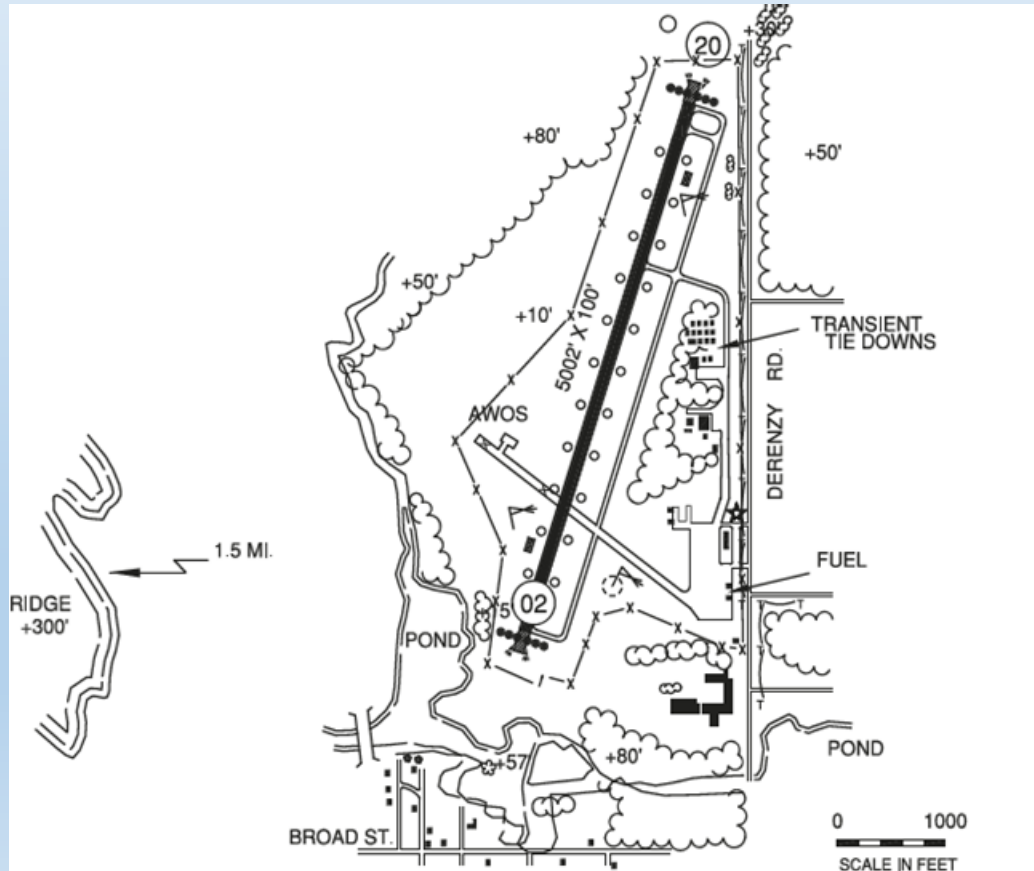 +30'
20
+80'
+50'
+50'
+10'
5002' X 100'
TRANSIENT
TIE DOWNS
DERENZY RD.
AWOS
1.5 MI.
FUEL
RIDGE
+300'
02
POND
+57'
+80'
POND
BROAD ST.
0 1000
SCALE IN FEET